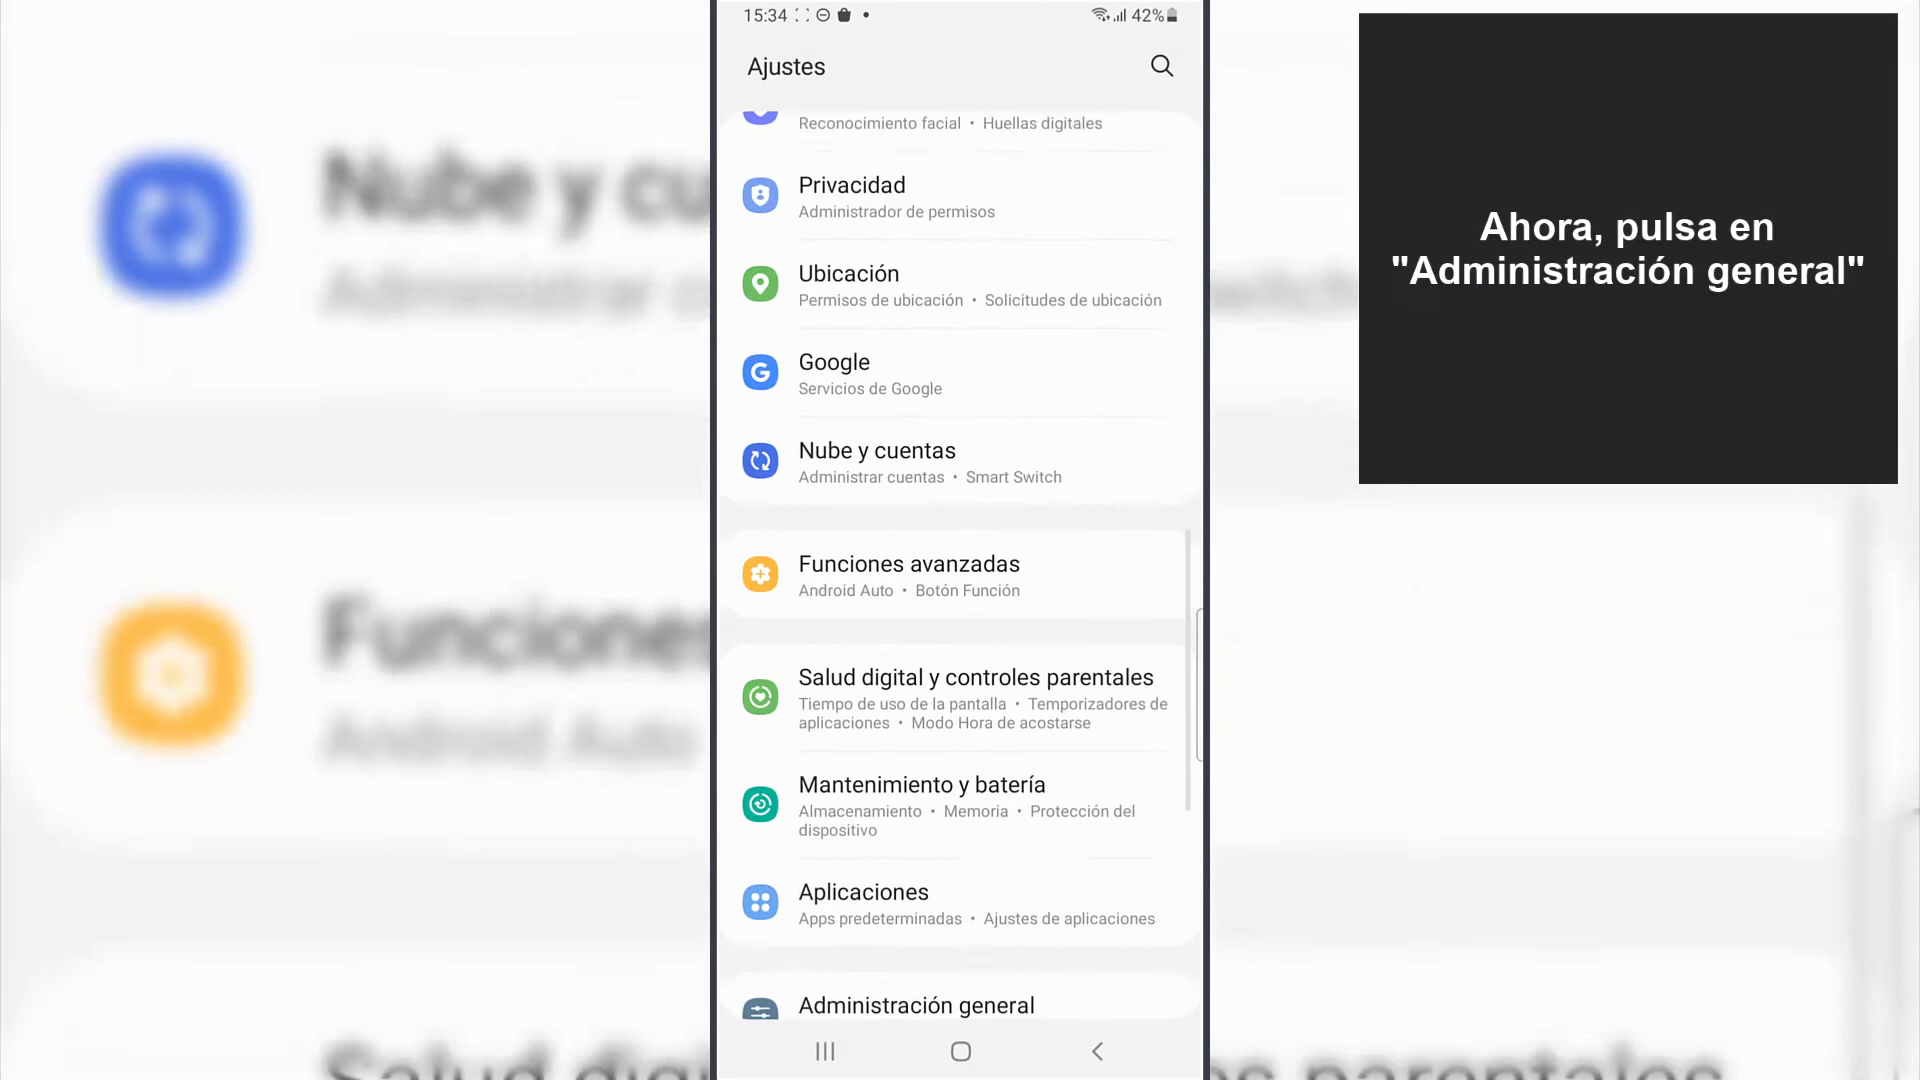 15:34
42%
Ajustes
Reconocimiento facial • Huellas digitales
Privacidad
Administrador de permisos
Ubicación
Permisos de ubicación • Solicitudes de ubicación
Google
Servicios de Google
Nube y cuentas
Administrar cuentas • Smart Switch
Funciones avanzadas
Android Auto • Botón Función
Salud digital y controles parentales
Tiempo de uso de la pantalla • Temporizadores de
aplicaciones • Modo Hora de acostarse
Mantenimiento y batería
Almacenamiento • Memoria • Protección del
dispositivo
Aplicaciones
Apps predeterminadas • Ajustes de aplicaciones
Administración general
Ahora, pulsa en
"Administración general"
Nube y cu
Administrar c
Funciones
Android Auto
Salud digi
os parentales